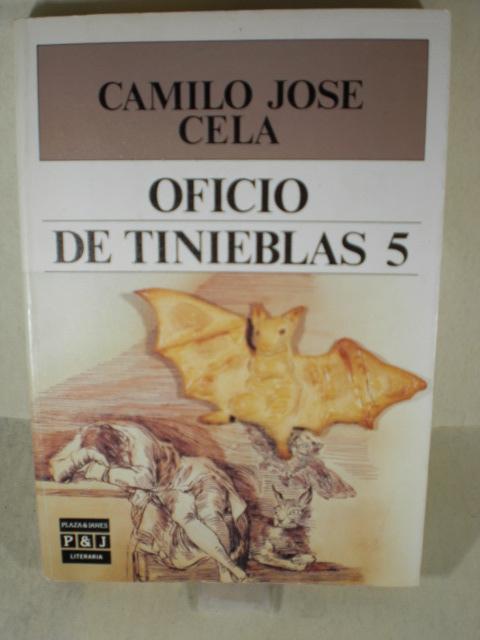 CAMILO JOSE
CELA
OFICIO
DE TINIEBLAS 5
PLAZA & JANES
P & J
LITERARIA